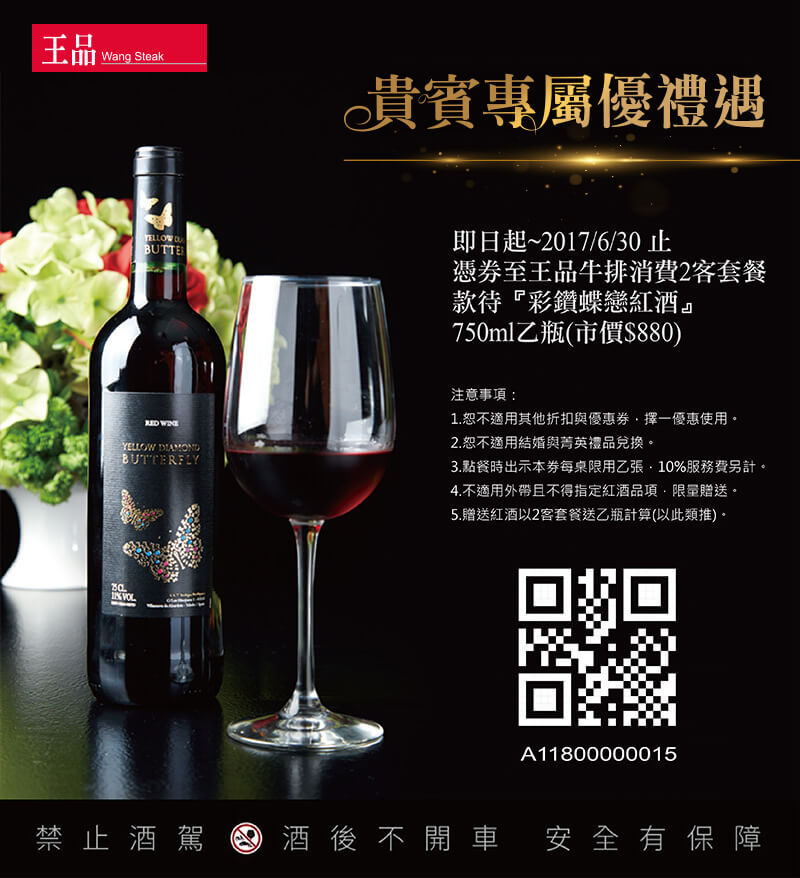 王品 Wang Steak
貴賓專屬優禮遇
即日起~2017/6/30 止
憑券至王品牛排消費2客套餐
款待『彩鑽蝶戀紅酒』
750ml乙瓶(市價$880)
注意事項：
1.恕不適用其他折扣與優惠券，擇一優惠使用。
2.恕不適用結婚與菁英禮品兌換。
3.點餐時出示本券每桌限用乙張，10%服務費另計。
4.不適用外帶且不得指定紅酒品項，限量贈送。
5.贈送紅酒以2客套餐送乙瓶計算(以此類推)。
YELLOW
BUTTER
RED WINE
YELLOW DIAMOND
BUTTERFLY
75 CL.
11% VOL.
A11800000015
禁止酒駕 酒後不開車 安全有保障